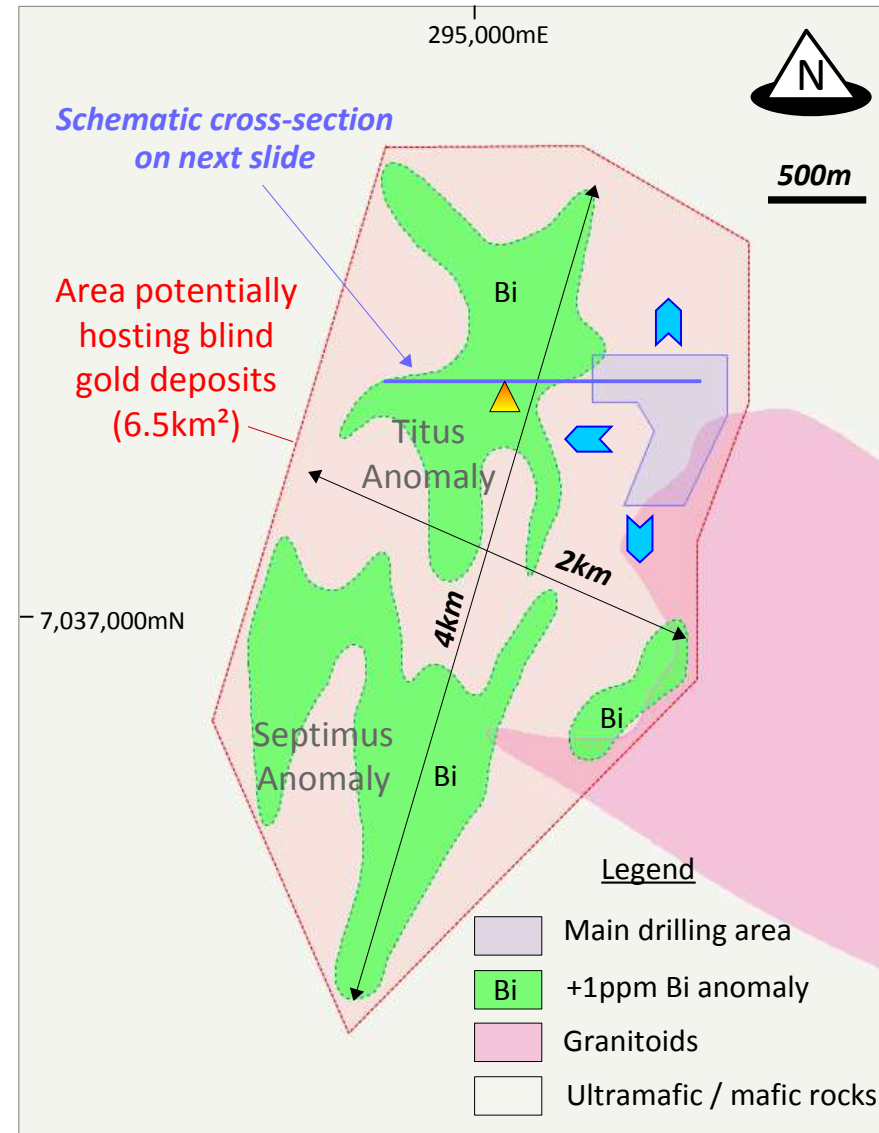 295,000mE
N
Schematic cross-section
on next slide
500m
Area potentially
hosting blind
gold deposits
(6.5km²)
Bi
Titus
Anomaly
2km
4km
7,037,000mN
Septimus
Anomaly
Bi
Bi
Legend
Main drilling area
Bi
+1ppm Bi anomaly
Granitoids
Ultramafic / mafic rocks